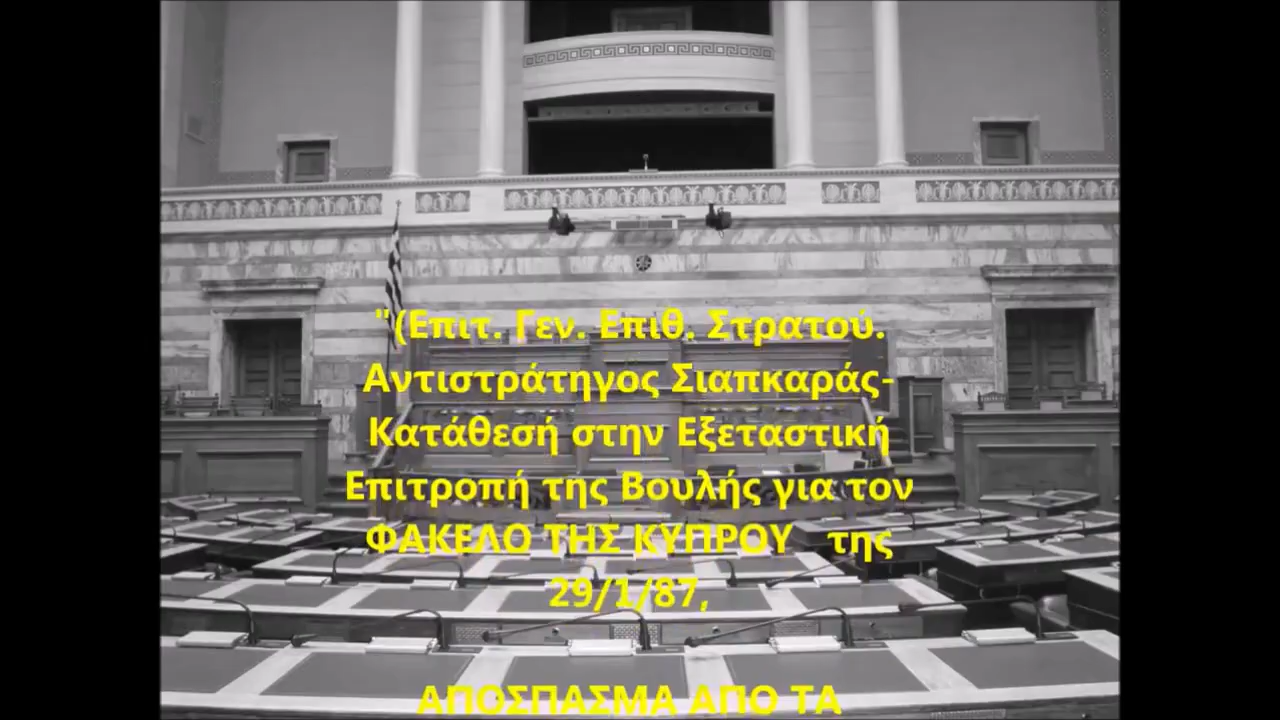 "(Επιτ. Γεν. Επιθ. Στρατού.
Αντιστράτηγος Σιαπκαράς-
Κατάθεσή στην Εξεταστική
Επιτροπή της Βουλής για τον
ΦΑΚΕΛΟ ΤΗΣ ΚΥΠΡΟΥ της
29/1/87,
ΑΠΟΣΠΑΣΜΑ ΑΠΟ ΤΑ